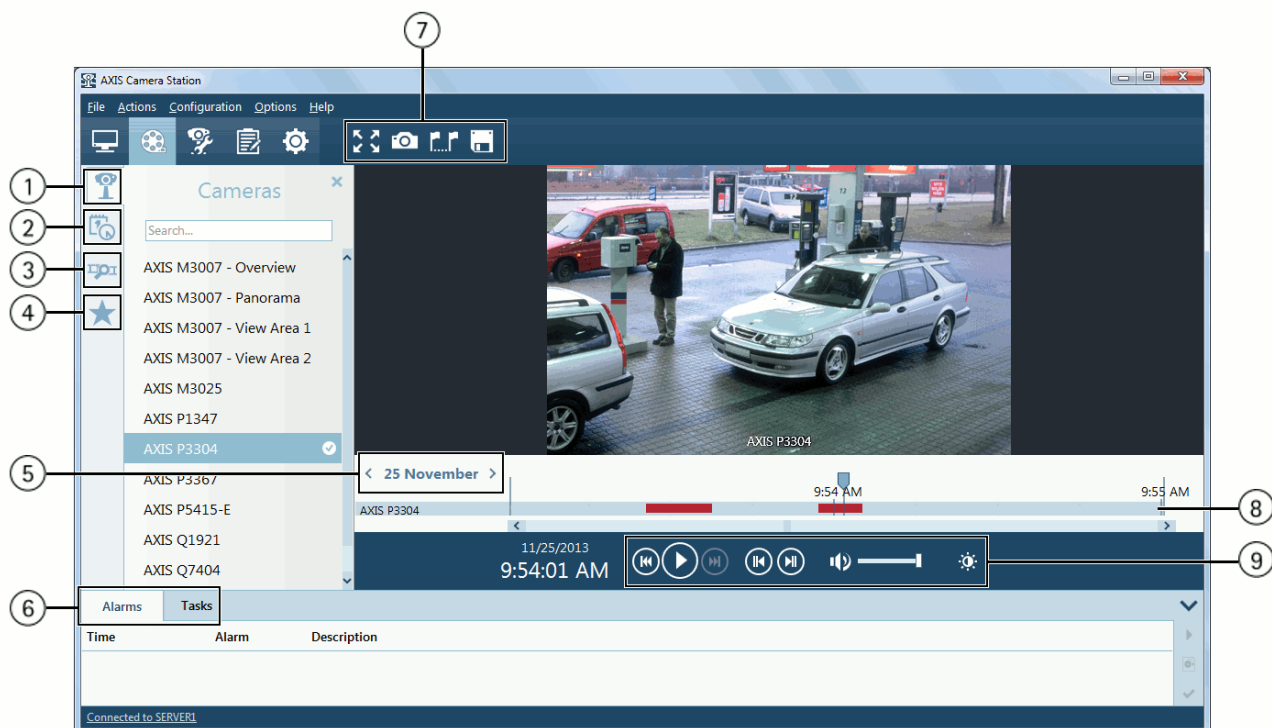 7
AXIS Camera Station
File Actions Configuration Options Help
1
Cameras
2
Search...
3
AXIS M3007 - Overview
4
AXIS M3007 - Panorama
AXIS M3007 - View Area 1
AXIS M3007 - View Area 2
AXIS M3025
AXIS P1347
AXIS P3304
AXIS P3367
AXIS P5415-E
AXIS Q1921
AXIS Q7404
12
AXIS P3304
5
25 November
9:54 AM
9:55 AM
AXIS P3304
8
11/25/2013
9:54:01 AM
9
6
Alarms Tasks
Time Alarm Description
Connected to SERVER1